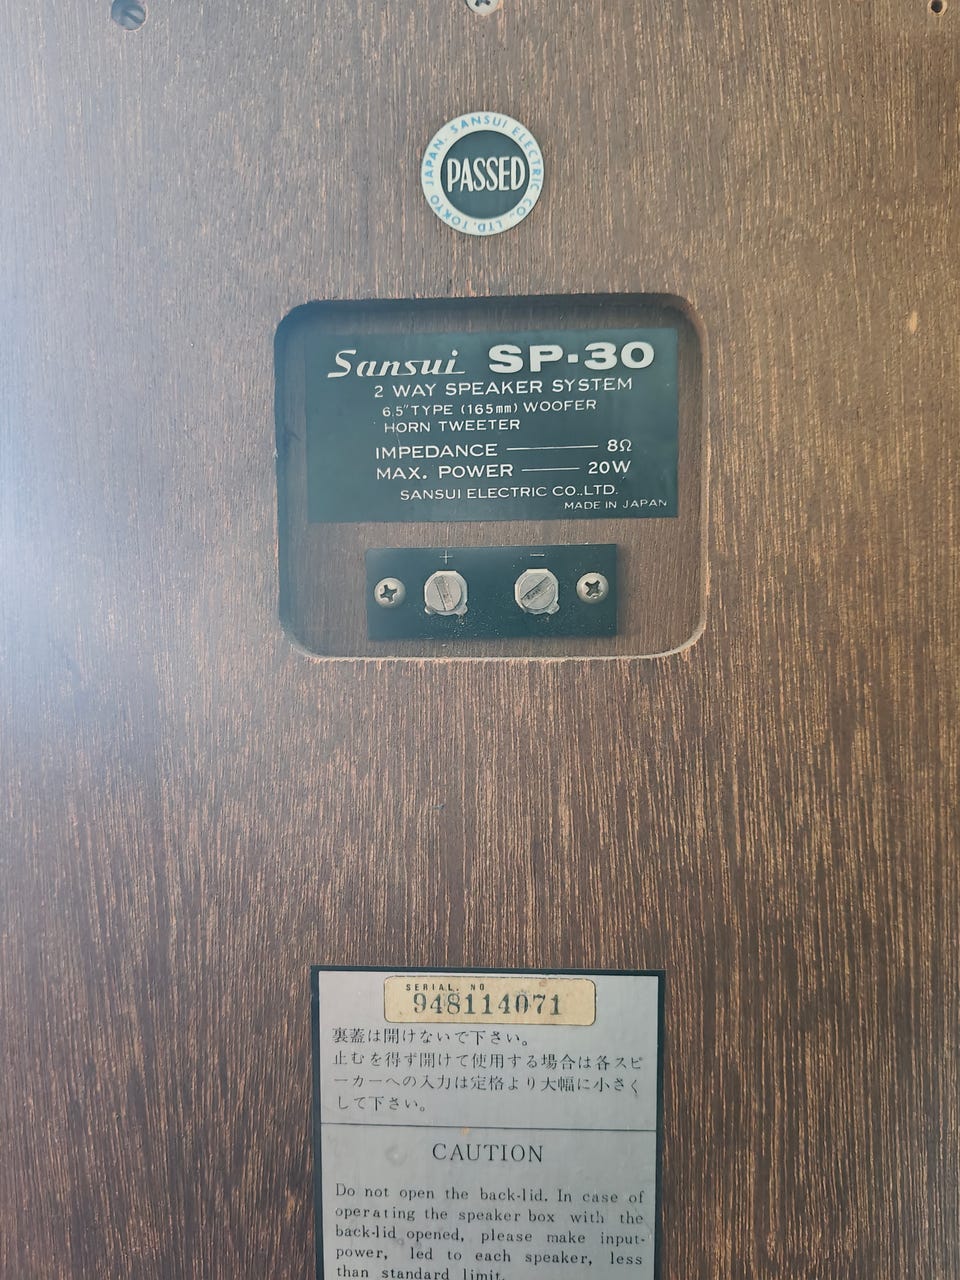 SANSUI ELECTRIC CO., LTD. TOKYO JAPAN.
PASSED
Sansui SP-30
2 WAY SPEAKER SYSTEM
6.5" TYPE (165mm) WOOFER
HORN TWEETER
IMPEDANCE 8Ω
MAX. POWER 20W
SANSUI ELECTRIC CO.,LTD.
MADE IN JAPAN
+ −
SERIAL. NO
948114071
裏蓋は開けないで下さい。
止むを得ず開けて使用する場合は各スピ
ーカーへの入力は定格より大幅に小さく
して下さい。
CAUTION
Do not open the back-lid. In case of
operating the speaker box with the
back-lid opened, please make input-
power, led to each speaker, less
than standard limit.